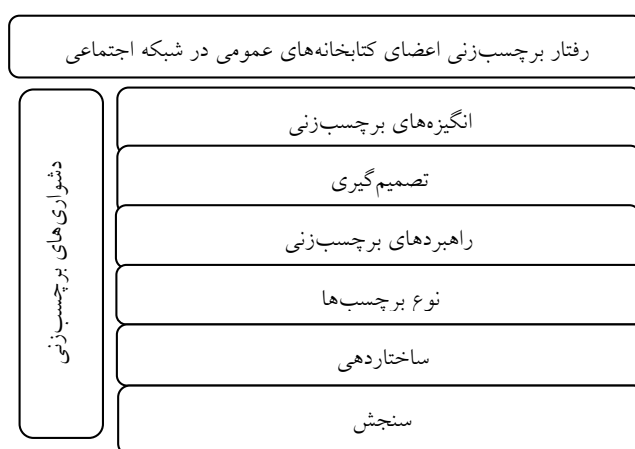 رفتار برچسب‌زنی اعضای کتابخانه‌های عمومی در شبکه اجتماعی
انگیزه‌های برچسب‌زنی
تصمیم‌گیری
راهبردهای برچسب‌زنی
نوع برچسب‌ها
ساختاردهی
سنجش
دشواری‌های برچسب‌زنی